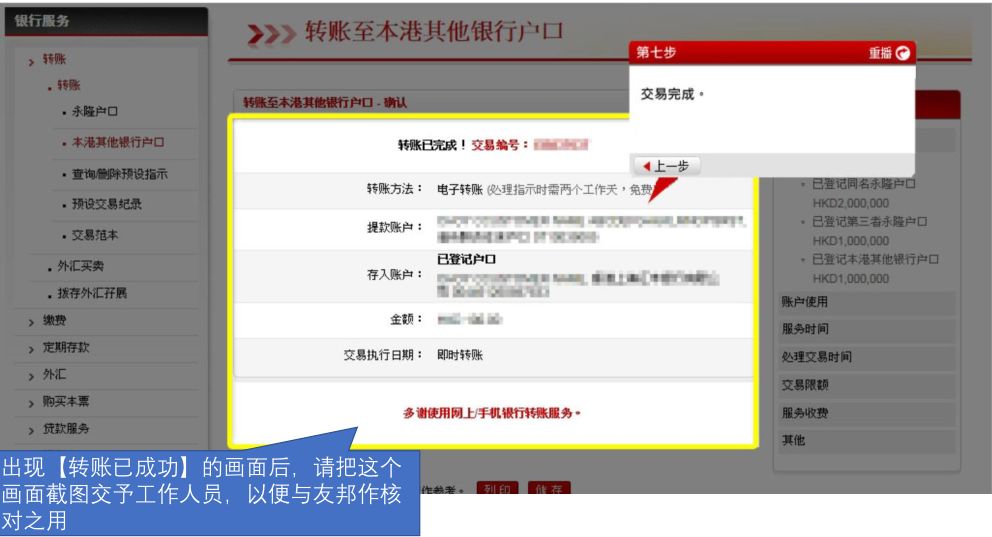 银行服务
转账
转账
永隆户口
本港其他银行户口
查询/删除预设指示
预设交易纪录
交易范本
外汇买卖
拨存外汇孖展
缴费
定期存款
外汇
购买本票
贷款服务
转账至本港其他银行户口
转账至本港其他银行户口 - 确认
转账已完成！交易编号：
转账方法： 电子转账 (处理指示时需两个工作天，免费
提款账户：
存入账户： 已登记户口
金额：
交易执行日期： 即时转账
多谢使用网上/手机银行转账服务。
作参考。 列印 储存
第七步 重播
交易完成。
上一步
已登记同名永隆户口
HKD2,000,000
已登记第三者永隆户口
HKD1,000,000
已登记本港其他银行户口
HKD1,000,000
账户使用
服务时间
处理交易时间
交易限额
服务收费
其他
出现【转账已成功】的画面后，请把这个
画面截图交予工作人员，以便与友邦作核
对之用